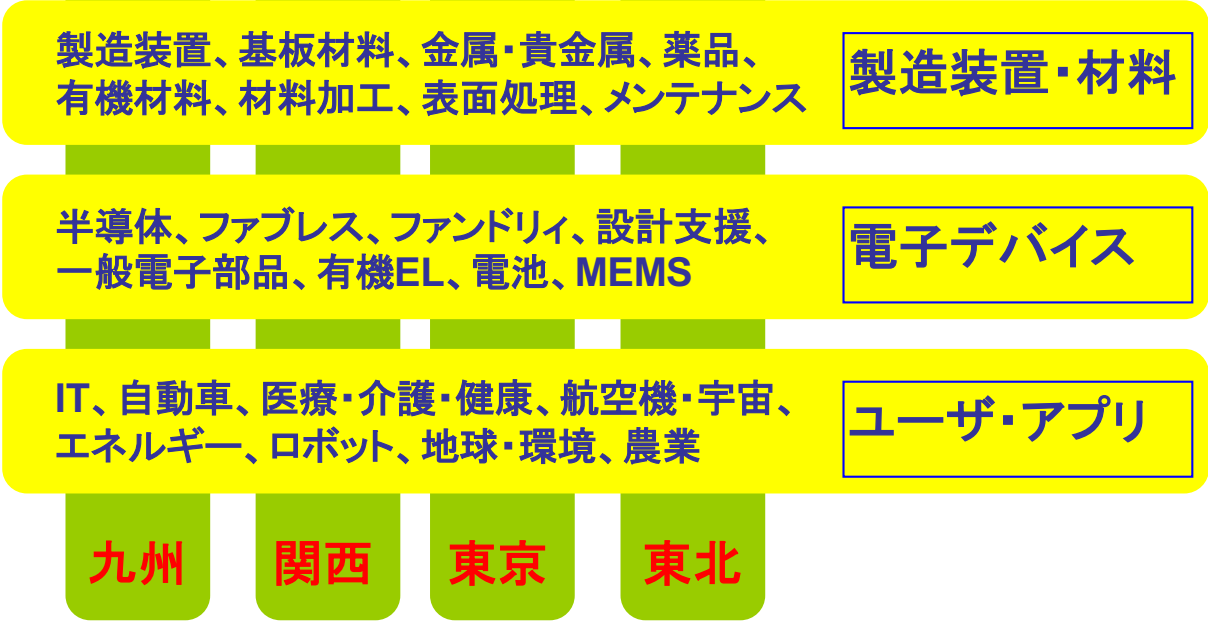 製造装置、基板材料、金属・貴金属、薬品、
有機材料、材料加工、表面処理、メンテナンス
製造装置・材料
半導体、ファブレス、ファンドリィ、設計支援、
一般電子部品、有機EL、電池、MEMS
電子デバイス
IT、自動車、医療・介護・健康、航空機・宇宙、
エネルギー、ロボット、地球・環境、農業
ユーザ・アプリ
九州
関西
東京
東北